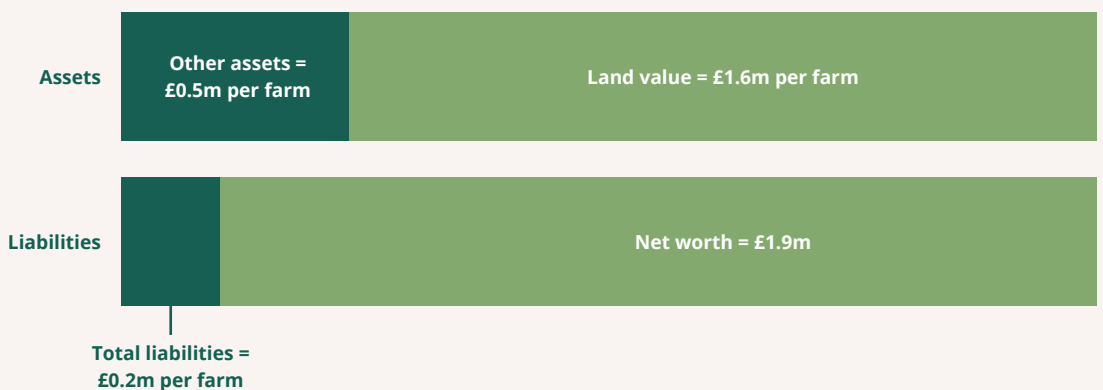 Assets
Other assets =
£0.5m per farm
Land value = £1.6m per farm
Liabilities
Net worth = £1.9m
Total liabilities =
£0.2m per farm